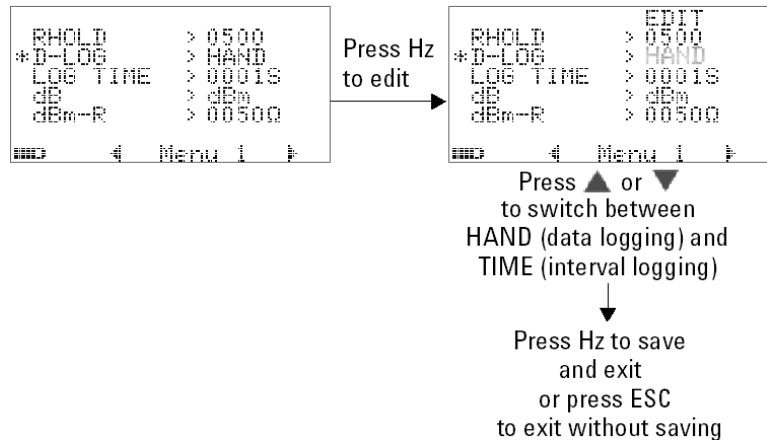 RHOLD > 0500
*D-LOG > HAND
LOG TIME > 0001S
dB > dBm
dBm-R > 0050Ω
Menu 1
Press Hz
to edit
EDIT
RHOLD > 0500
*D-LOG > HAND
LOG TIME > 0001S
dB > dBm
dBm-R > 0050Ω
Menu 1
Press ▲ or ▼
to switch between
HAND (data logging) and
TIME (interval logging)
Press Hz to save
and exit
or press ESC
to exit without saving